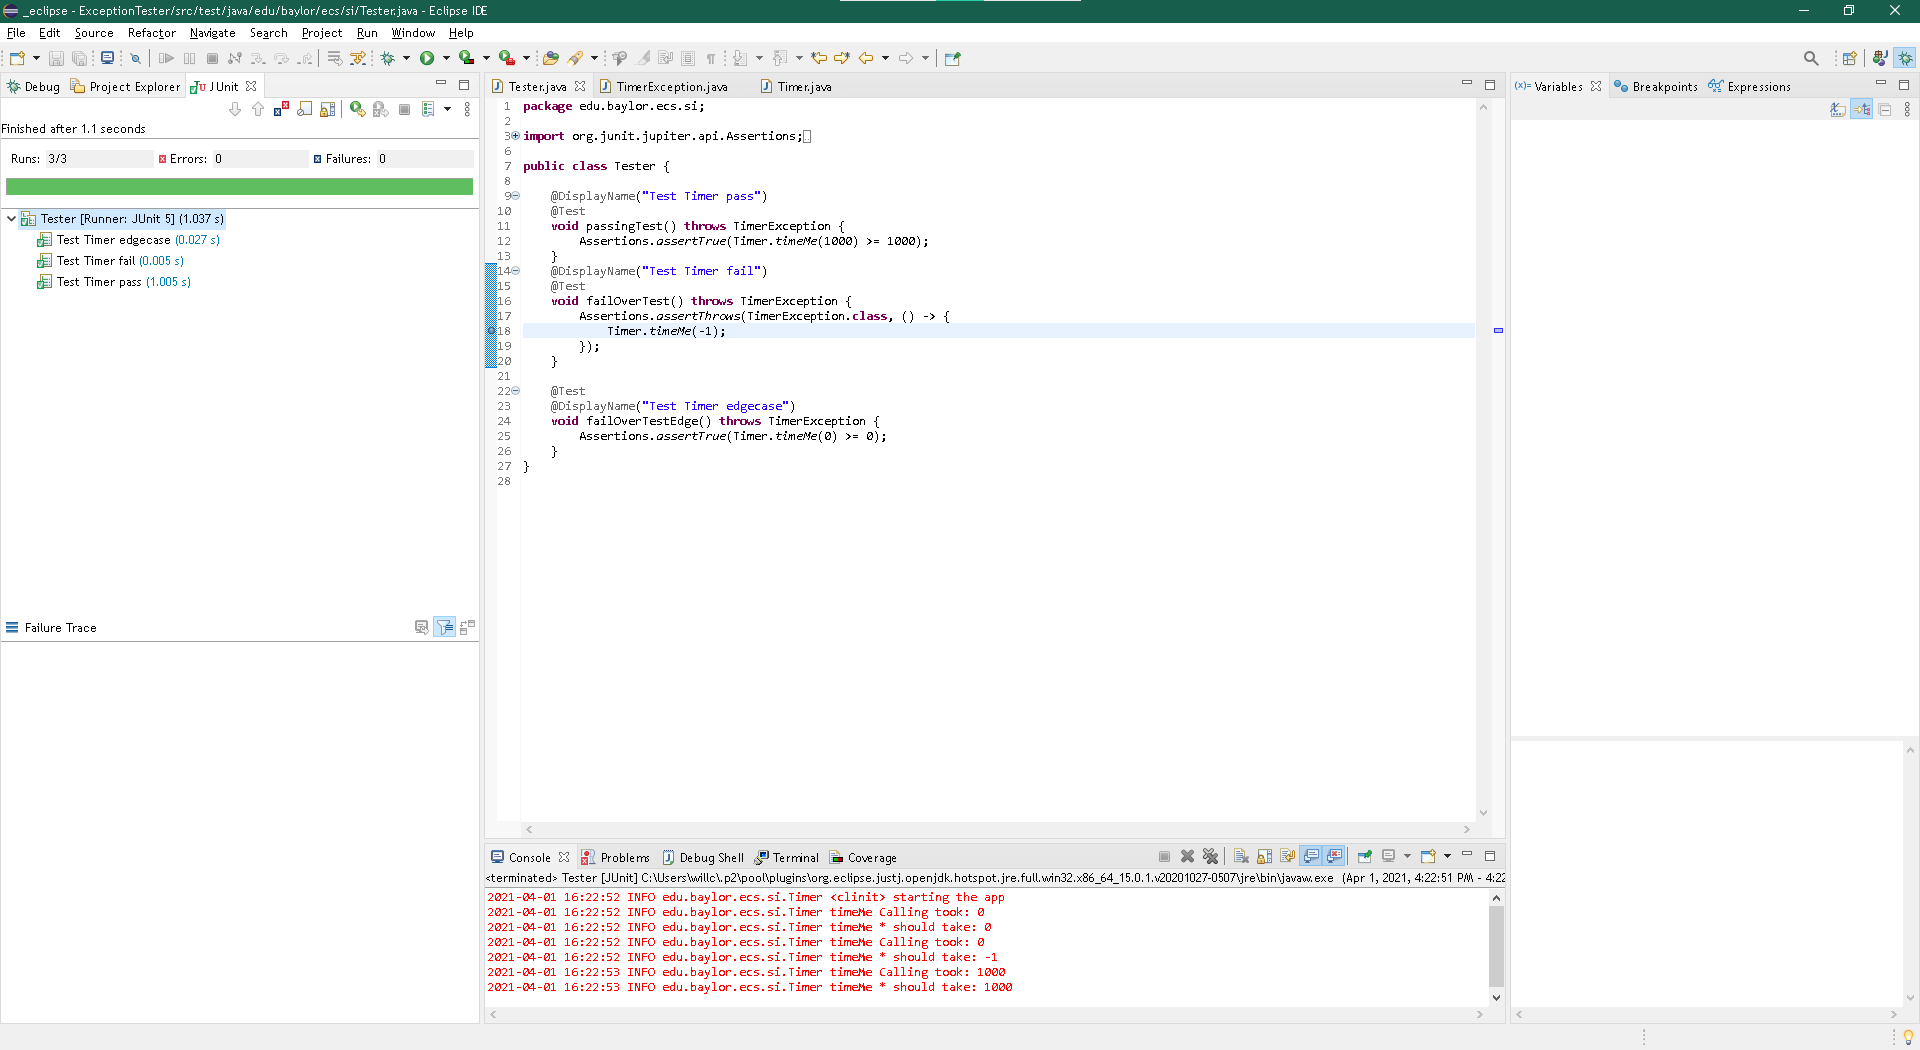 _eclipse - ExceptionTester/src/test/java/edu/baylor/ecs/si/Tester.java - Eclipse IDE
File Edit Source Refactor Navigate Search Project Run Window Help
Debug Project Explorer JUnit
Finished after 1.1 seconds
Runs: 3/3 Errors: 0 Failures: 0
Tester [Runner: JUnit 5] (1.037 s)
Test Timer edgecase (0.027 s)
Test Timer fail (0.005 s)
Test Timer pass (1.005 s)
Failure Trace
Tester.java TimerException.java Timer.java
1 package edu.baylor.ecs.si;
2
3 import org.junit.jupiter.api.Assertions;
6
7 public class Tester {
8
9 @DisplayName("Test Timer pass")
10 @Test
11 void passingTest() throws TimerException {
12 Assertions.assertTrue(Timer.timeMe(1000) >= 1000);
13 }
14 @DisplayName("Test Timer fail")
15 @Test
16 void failOverTest() throws TimerException {
17 Assertions.assertThrows(TimerException.class, () -> {
18 Timer.timeMe(-1);
19 });
20 }
21
22 @Test
23 @DisplayName("Test Timer edgecase")
24 void failOverTestEdge() throws TimerException {
25 Assertions.assertTrue(Timer.timeMe(0) >= 0);
26 }
27 }
28
(x)= Variables Breakpoints Expressions
Console Problems Debug Shell Terminal Coverage
<terminated> Tester [JUnit] C:\Users\willc\.p2\pool\plugins\org.eclipse.justj.openjdk.hotspot.jre.full.win32.x86_64_15.0.1.v20201027-0507\jre\bin\javaw.exe (Apr 1, 2021, 4:22:51 PM - 4:22
2021-04-01 16:22:52 INFO edu.baylor.ecs.si.Timer <clinit> starting the app
2021-04-01 16:22:52 INFO edu.baylor.ecs.si.Timer timeMe Calling took: 0
2021-04-01 16:22:52 INFO edu.baylor.ecs.si.Timer timeMe * should take: 0
2021-04-01 16:22:52 INFO edu.baylor.ecs.si.Timer timeMe Calling took: 0
2021-04-01 16:22:52 INFO edu.baylor.ecs.si.Timer timeMe * should take: -1
2021-04-01 16:22:53 INFO edu.baylor.ecs.si.Timer timeMe Calling took: 1000
2021-04-01 16:22:53 INFO edu.baylor.ecs.si.Timer timeMe * should take: 1000